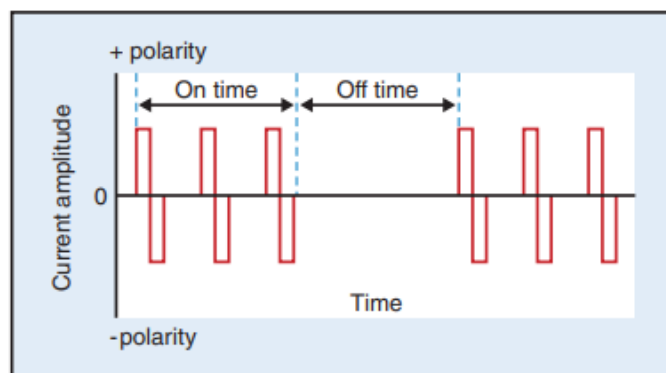 + polarity
On time
Off time
Current amplitude
0
Time
-polarity